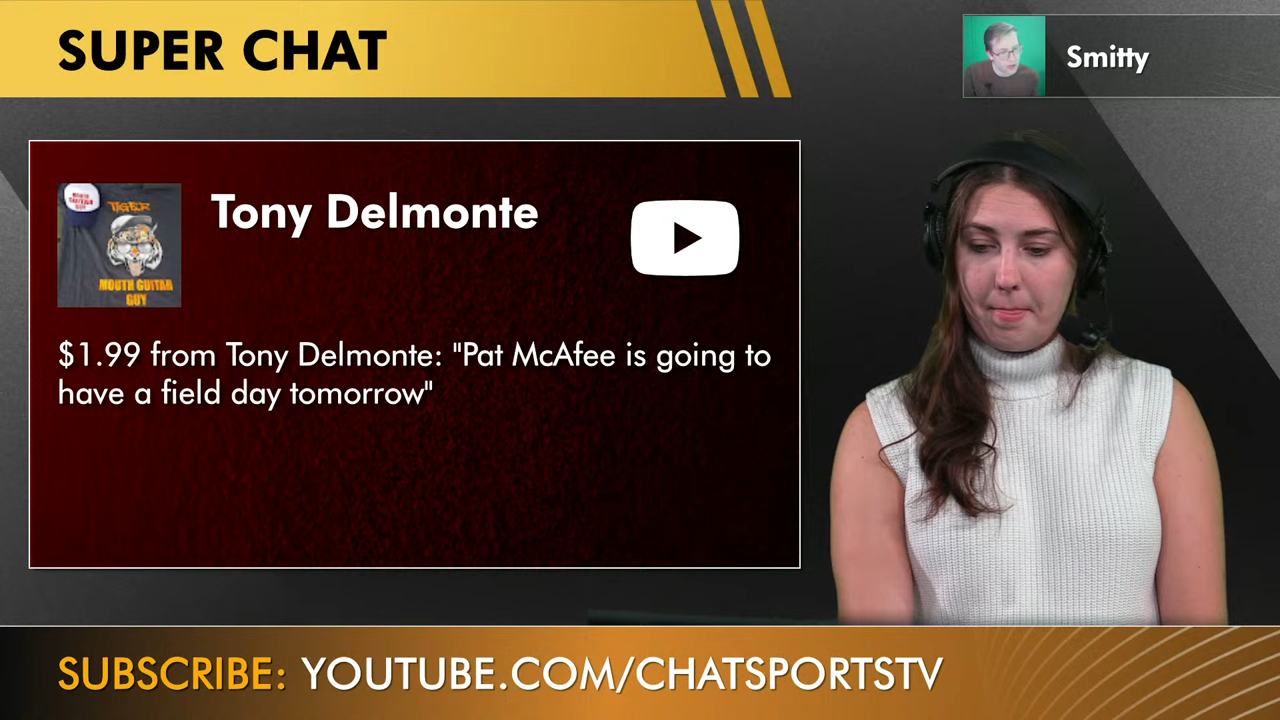 SUPER CHAT
Smitty
Tony Delmonte
TIGER
MOUTH GUITAR
GUY
$1.99 from Tony Delmonte: "Pat McAfee is going to
have a field day tomorrow"
SUBSCRIBE: YOUTUBE.COM/CHATSPORTSTV